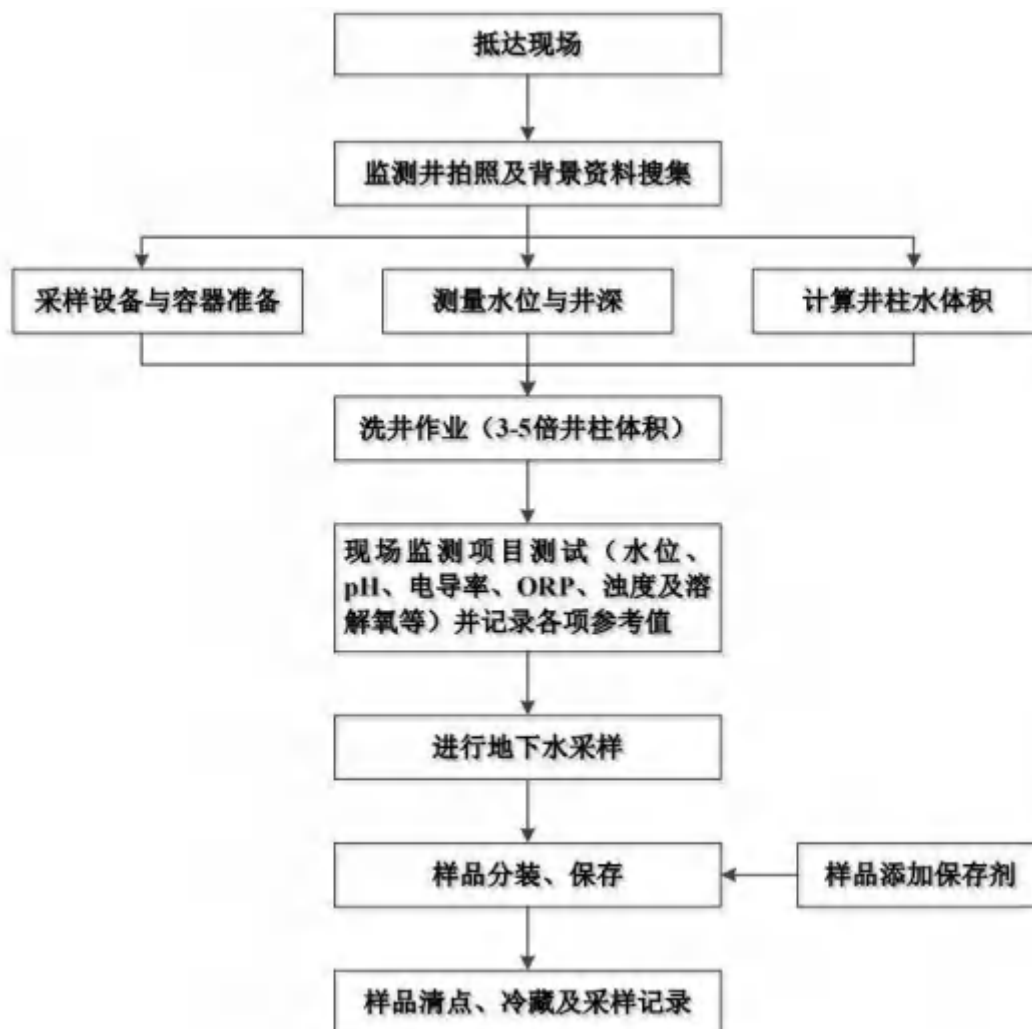 抵达现场
监测井拍照及背景资料搜集
采样设备与容器准备
测量水位与井深
计算井柱水体积
洗井作业（3-5倍井柱体积）
现场监测项目测试（水位、
pH、电导率、ORP、浊度及溶
解氧等）并记录各项参考值
进行地下水采样
样品分装、保存
样品添加保存剂
样品清点、冷藏及采样记录